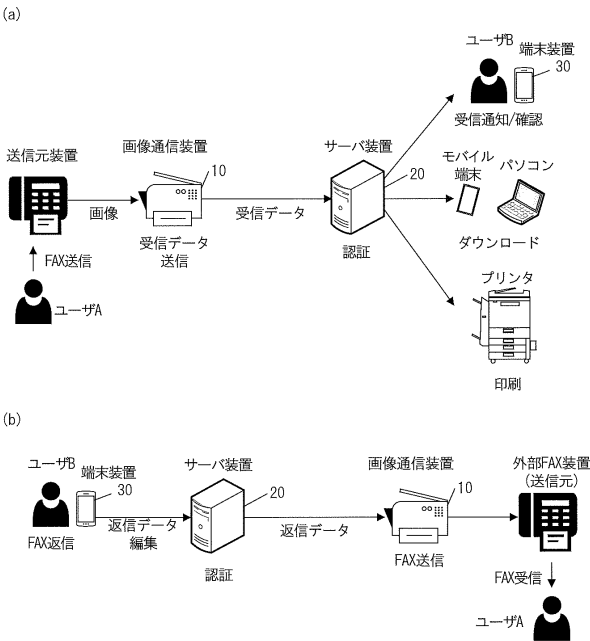 (a)
ユーザB
端末装置
30
受信通知/確認
送信元装置
画像通信装置
10
サーバ装置
20
モバイル
端末
パソコン
画像
受信データ
受信データ
送信
認証
ダウンロード
FAX送信
ユーザA
プリンタ
印刷
(b)
ユーザB
端末装置
30
サーバ装置
20
画像通信装置
10
外部FAX装置
(送信元)
FAX返信
返信データ
編集
返信データ
認証
FAX送信
FAX受信
ユーザA